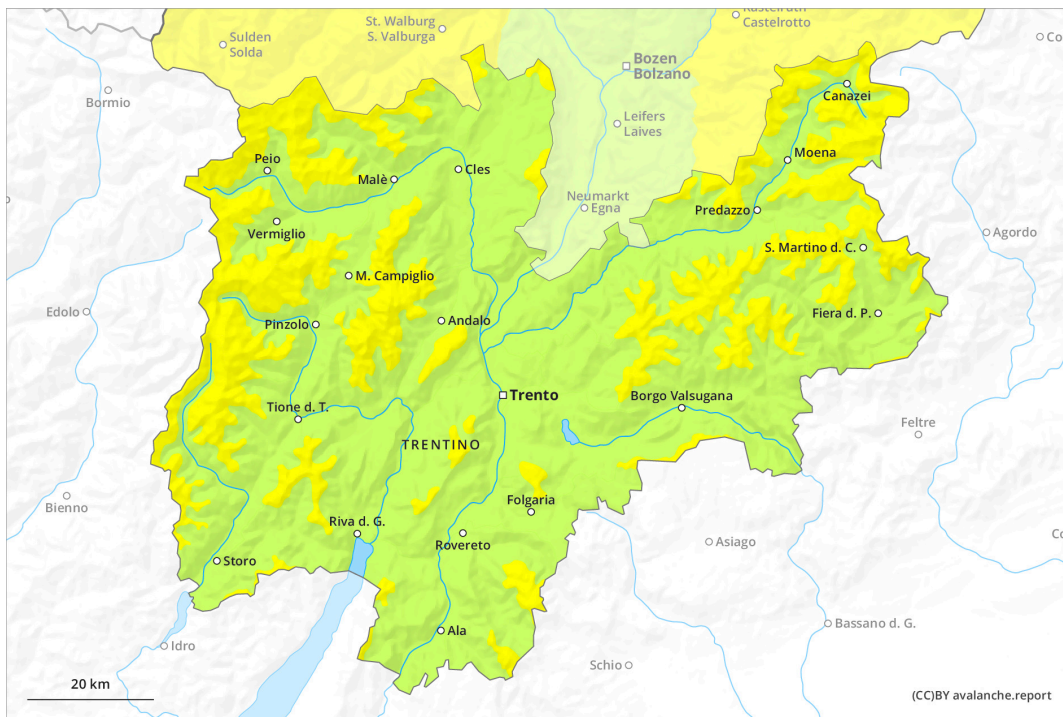 St. Walburg
S. Valburga
Kastelruth
Castelrotto
Sulden
Solda
Bozen
Bolzano
Bormio
Canazei
Leifers
Laives
Moena
Peio
Malè
Cles
Neumarkt
Egna
Predazzo
Vermiglio
Agordo
S. Martino d. C.
M. Campiglio
Edolo
Pinzolo
Andalo
Fiera d. P.
Trento
Borgo Valsugana
Tione d. T.
Feltre
TRENTINO
Bienno
Folgaria
Riva d. G.
Rovereto
Asiago
Storo
Bassano d. G.
Ala
Idro
Schio
20 km
(CC)BY avalanche.report